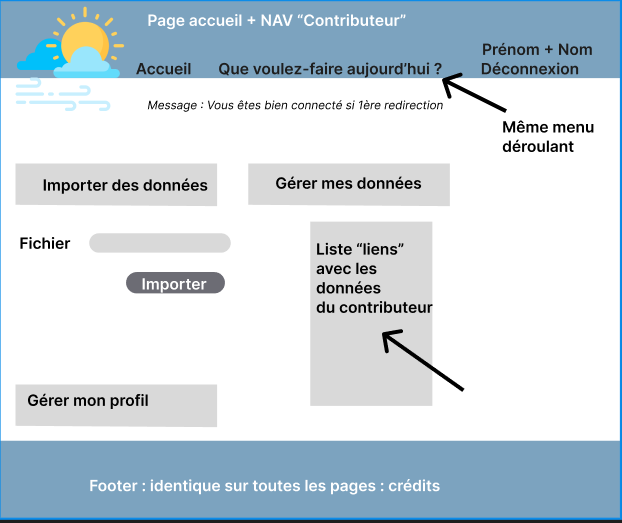 Page accueil + NAV “Contributeur”
Accueil
Que voulez-faire aujourd’hui ?
Prénom + Nom
Déconnexion
Message : Vous êtes bien connecté si 1ère redirection
Même menu
déroulant
Importer des données
Gérer mes données
Fichier
Importer
Liste “liens”
avec les
données
du contributeur
Gérer mon profil
Footer : identique sur toutes les pages : crédits